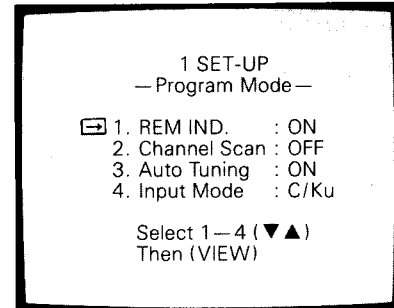 1 SET-UP
—Program Mode—
→ 1. REM IND. : ON
2. Channel Scan : OFF
3. Auto Tuning : ON
4. Input Mode : C/Ku
Select 1—4 (▼▲)
Then (VIEW)